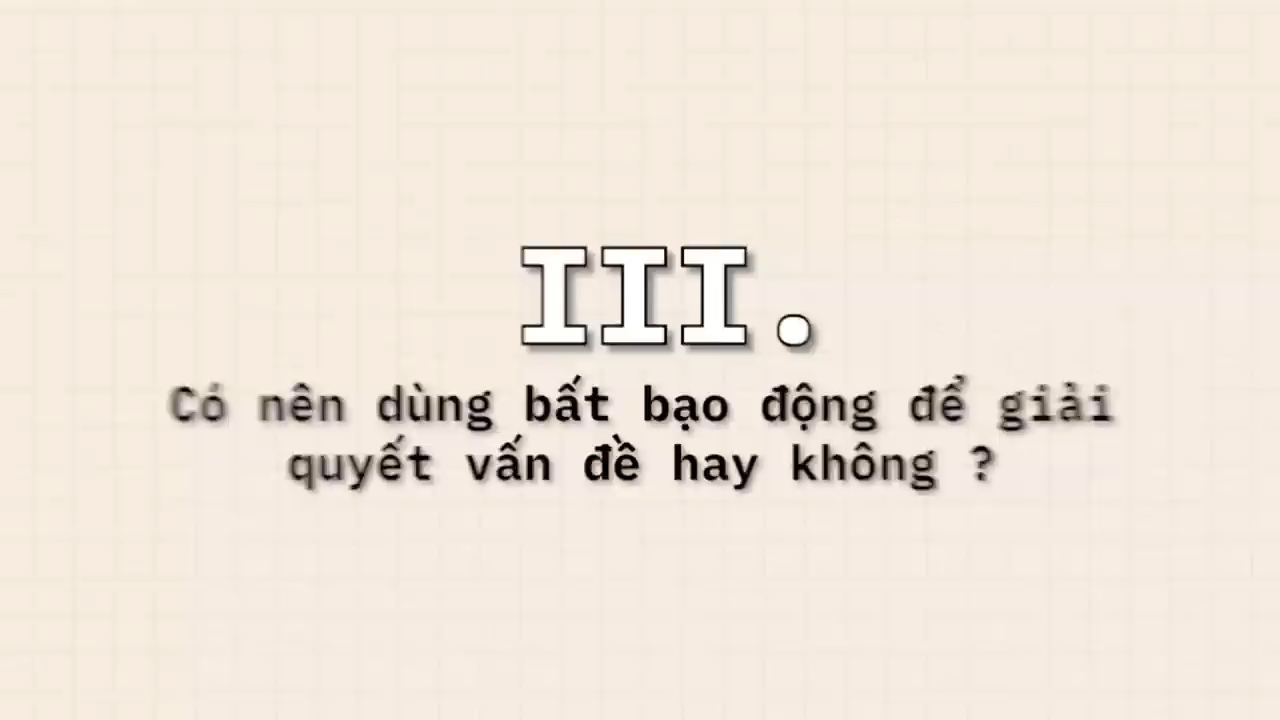 III.
Có nên dùng bất bạo động để giải
quyết vấn đề hay không ?